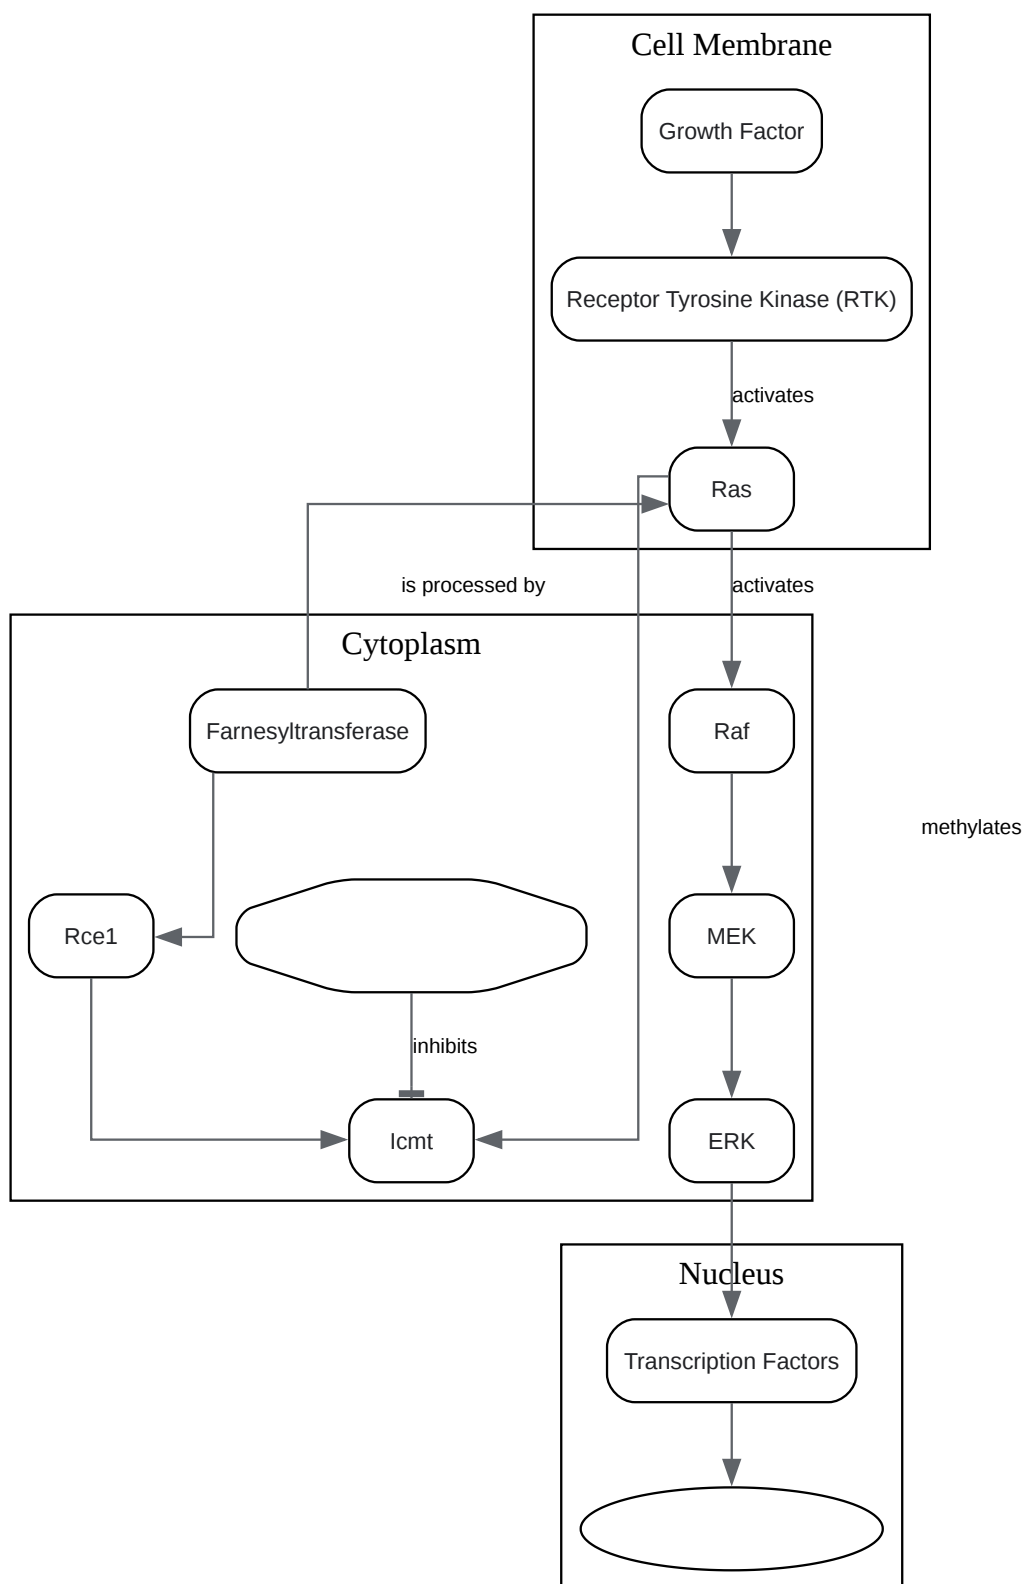 Cell Membrane
Growth Factor
Receptor Tyrosine Kinase (RTK)
activates
Ras
is processed by
activates
Cytoplasm
Farnesyltransferase
Raf
methylates
Rce1
MEK
inhibits
Icmt
ERK
Nucleus
Transcription Factors